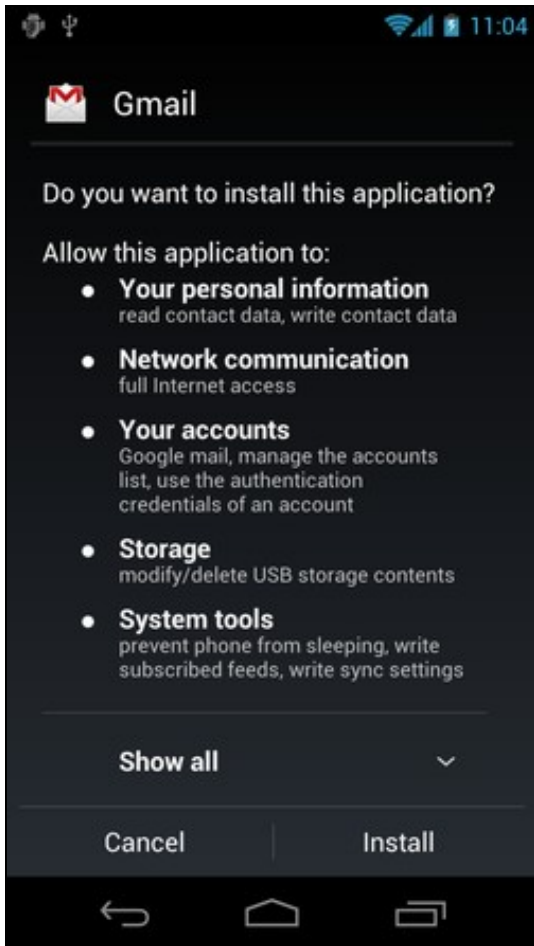 11:04
Gmail
Do you want to install this application?
Allow this application to:
Your personal information
read contact data, write contact data
Network communication
full Internet access
Your accounts
Google mail, manage the accounts
list, use the authentication
credentials of an account
Storage
modify/delete USB storage contents
System tools
prevent phone from sleeping, write
subscribed feeds, write sync settings
Show all
Cancel Install